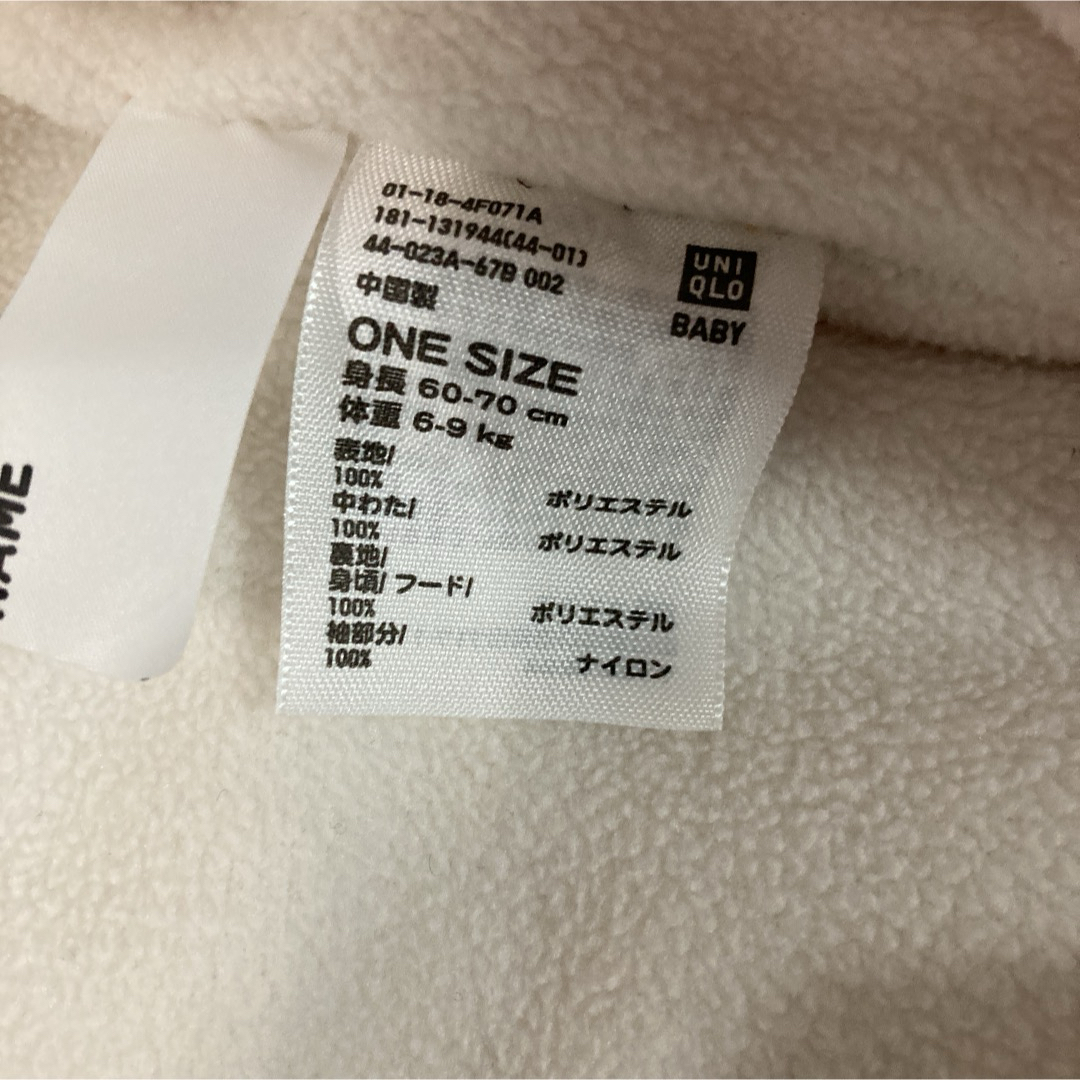 NAME
01-18-4F071A
181-131944(44-01)
44-023A-67B 002
中国製
UNI
QLO
BABY
ONE SIZE
身長 60-70 cm
体重 6-9 kg
表地/
100% ポリエステル
中わた/
100% ポリエステル
裏地/
身頃/ フード/
100% ポリエステル
袖部分/
100% ナイロン